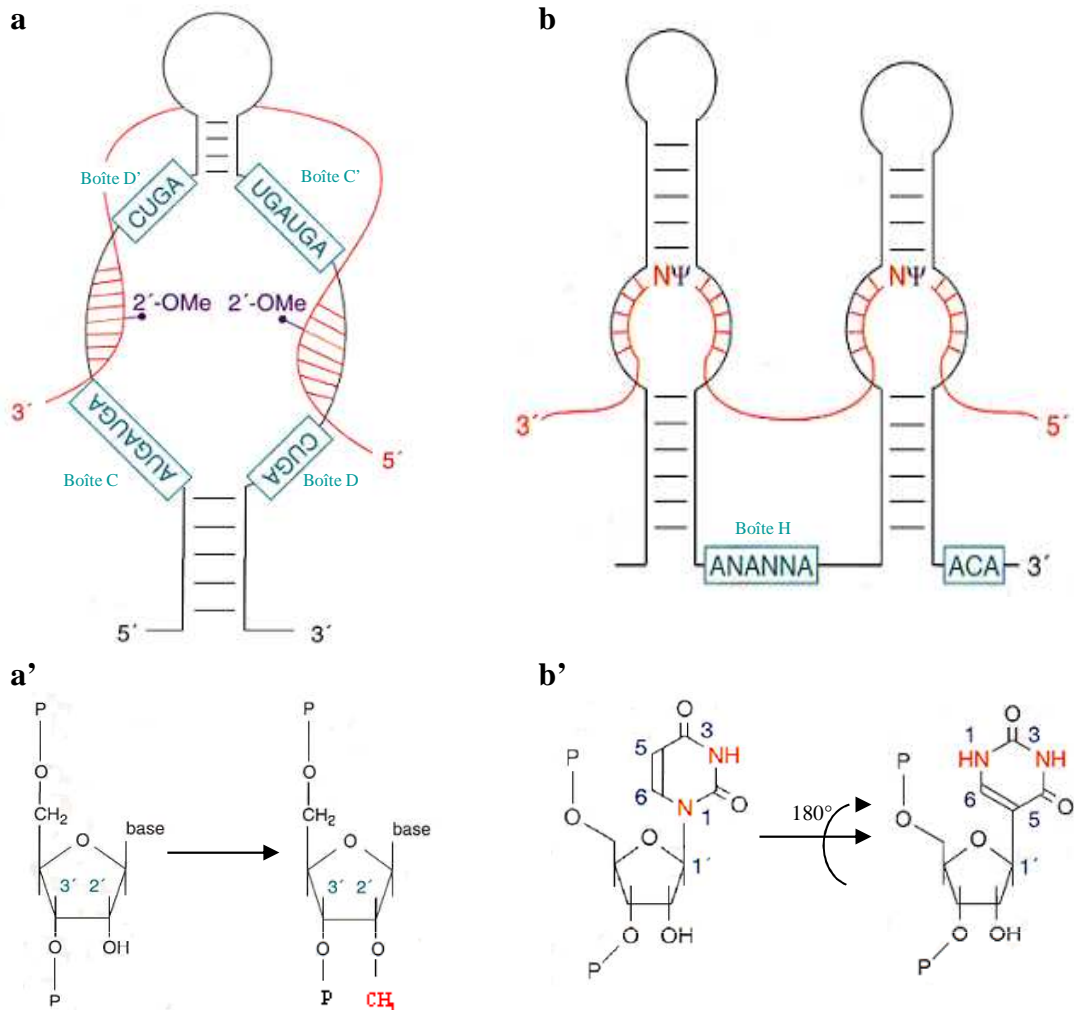 a
Boîte D'
Boîte C'
CUGA
UGAUGA
2´-OMe
2´-OMe
3´
AUGAUGA
CUGA
5´
Boîte C
Boîte D
5´
3´
b
NΨ
NΨ
3´
5´
Boîte H
ANANNA
ACA
3´
a'
P
O
CH2
base
O
3´
2´
O
OH
P
P
O
CH2
base
O
3´
2´
O
O
P
CH3
b'
O
5
3
NH
6
N
O
1
P
O
O
1´
O
OH
P
180°
O
1
3
HN
NH
6
O
5
P
O
O
1´
O
OH
P